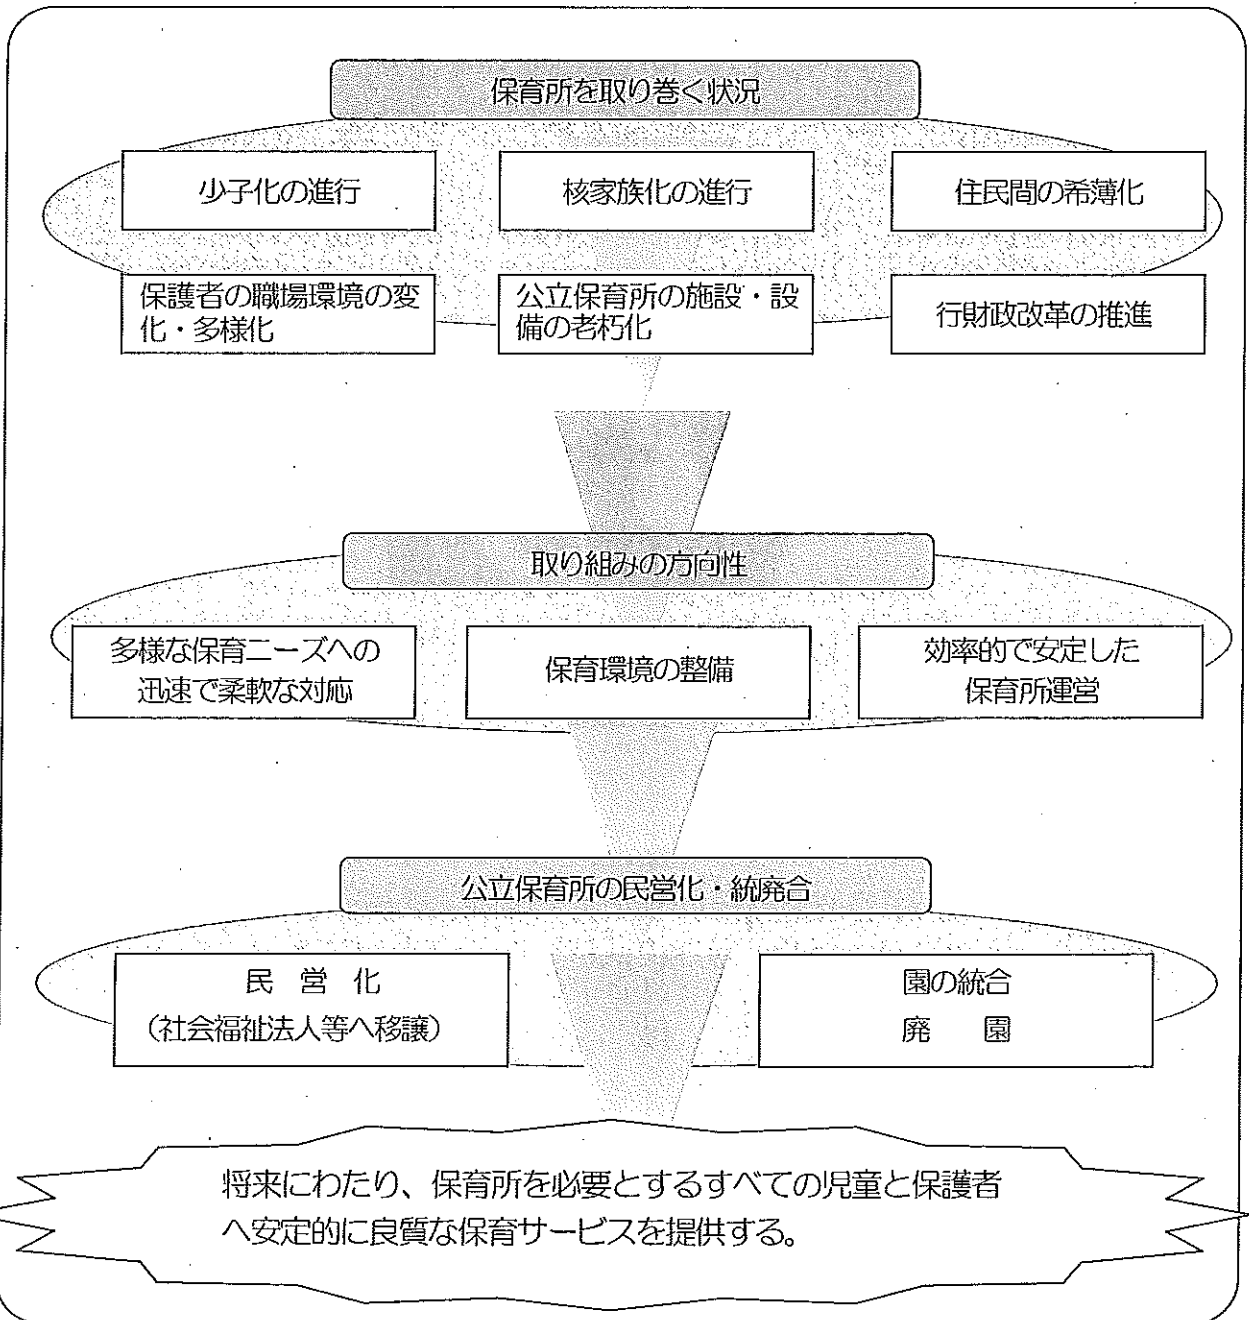 保育所を取り巻く状況
少子化の進行
核家族化の進行
住民間の希薄化
保護者の職場環境の変
化・多様化
公立保育所の施設・設
備の老朽化
行財政改革の推進
取り組みの方向性
多様な保育ニーズへの
迅速で柔軟な対応
保育環境の整備
効率的で安定した
保育所運営
公立保育所の民営化・統廃合
民 営 化
（社会福祉法人等へ移譲）
園の統合
廃 園
将来にわたり、保育所を必要とするすべての児童と保護者
へ安定的に良質な保育サービスを提供する。